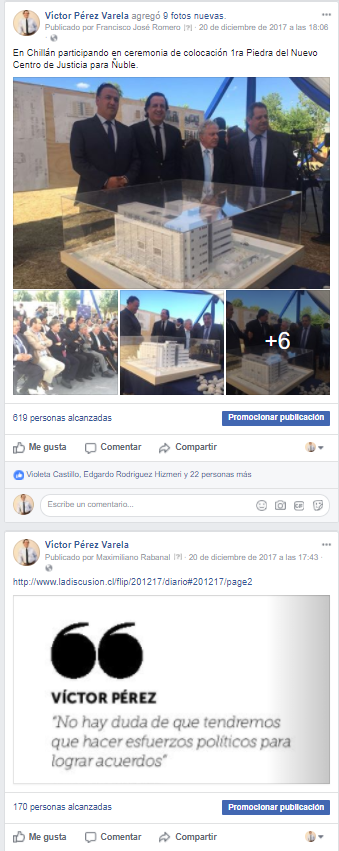 Víctor Pérez Varela agregó 9 fotos nuevas.
Publicado por Francisco José Romero [?] · 20 de diciembre de 2017 a las 18:06
·
En Chillán participando en ceremonia de colocación 1ra Piedra del Nuevo
Centro de Justicia para Ñuble.
+6
619 personas alcanzadas
Promocionar publicación
Me gusta Comentar Compartir
Violeta Castillo, Edgardo Rodriguez Hizmeri y 22 personas más
Escribe un comentario...
GIF
Víctor Pérez Varela
Publicado por Maximiliano Rabanal [?] · 20 de diciembre de 2017 a las 17:43
·
http://www.ladiscusion.cl/flip/201217/diario#201217/page2
“
VÍCTOR PÉREZ
“No hay duda de que tendremos
que hacer esfuerzos políticos para
lograr acuerdos”
170 personas alcanzadas
Promocionar publicación
Me gusta Comentar Compartir